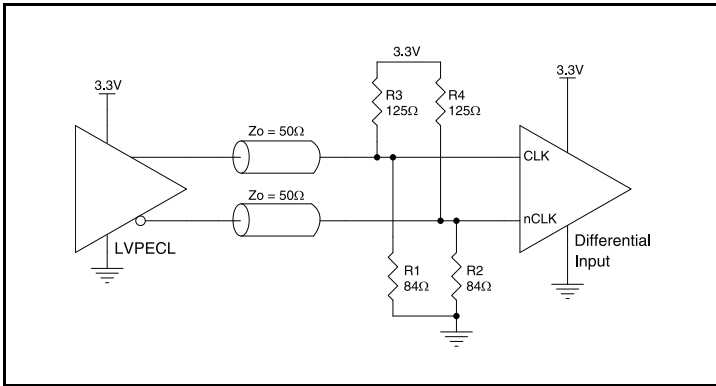 3.3V
3.3V
3.3V
R3
125Ω
R4
125Ω
Zo = 50Ω
CLK
Zo = 50Ω
nCLK
LVPECL
Differential
Input
R1
84Ω
R2
84Ω